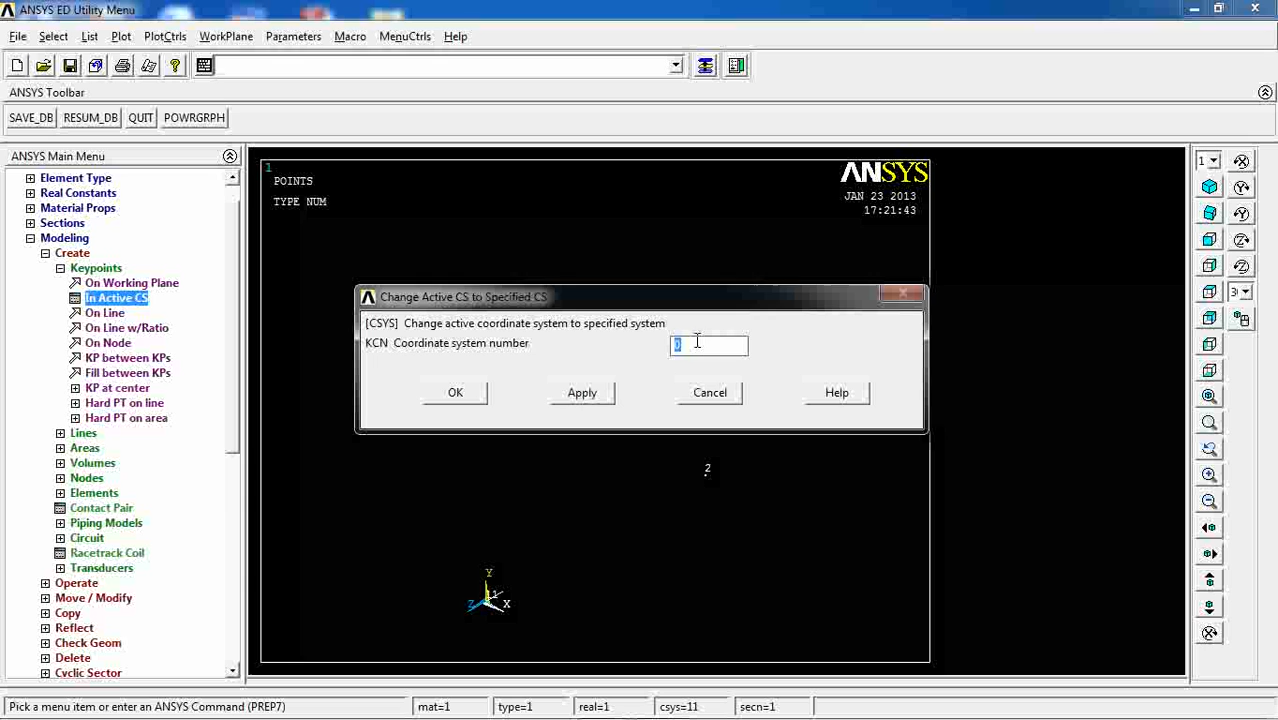 ANSYS ED Utility Menu
File Select List Plot PlotCtrls WorkPlane Parameters Macro MenuCtrls Help
ANSYS Toolbar
SAVE_DB RESUM_DB QUIT POWRGRPH
ANSYS Main Menu
Element Type
Real Constants
Material Props
Sections
Modeling
Create
Keypoints
On Working Plane
In Active CS
On Line
On Line w/Ratio
On Node
KP between KPs
Fill between KPs
KP at center
Hard PT on line
Hard PT on area
Lines
Areas
Volumes
Nodes
Elements
Contact Pair
Piping Models
Circuit
Racetrack Coil
Transducers
Operate
Move / Modify
Copy
Reflect
Check Geom
Delete
Cyclic Sector
1
POINTS
TYPE NUM
ANSYS
JAN 23 2013
17:21:43
Change Active CS to Specified CS
[CSYS] Change active coordinate system to specified system
KCN Coordinate system number 0
OK Apply Cancel Help
2
Y
Z X
1
3
Pick a menu item or enter an ANSYS Command (PREP7) mat=1 type=1 real=1 csys=11 secn=1